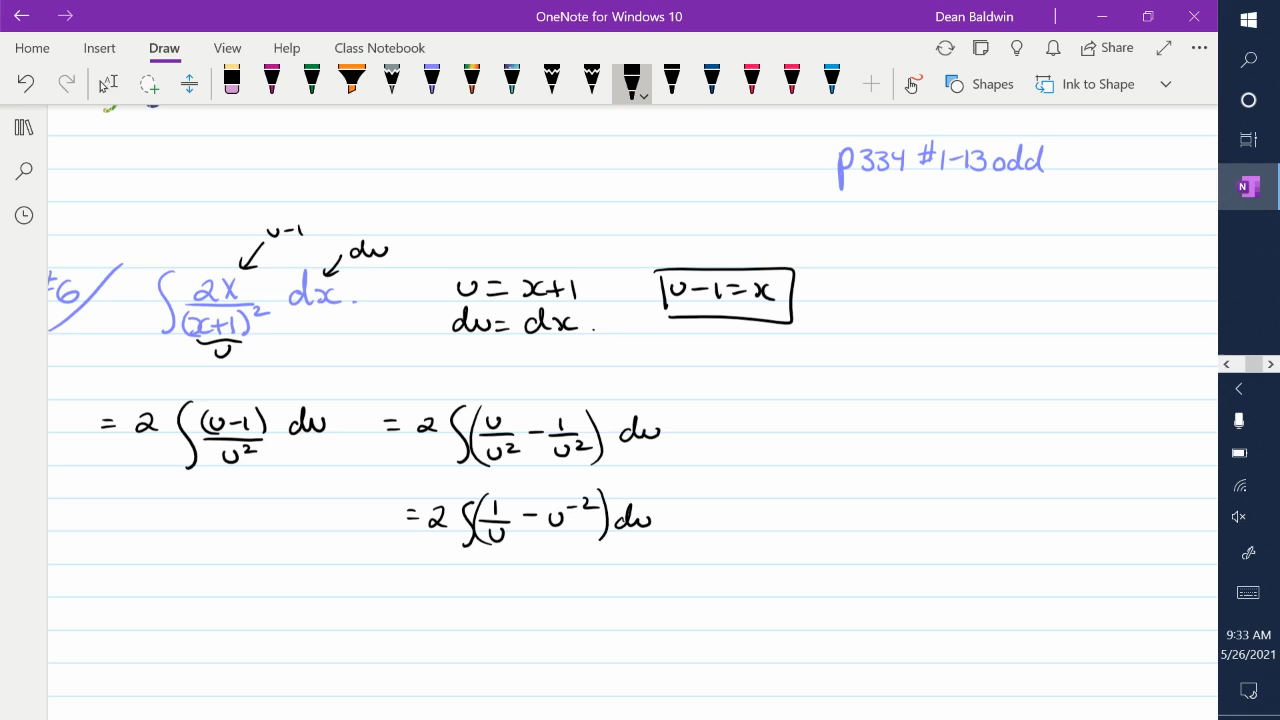 OneNote for Windows 10
Dean Baldwin
Home Insert Draw View Help Class Notebook
Share
Shapes
Ink to Shape
p334 #1-13 odd
u-1
du
#6/ ∫ 2x/(x+1)² dx.
u
u = x+1
du = dx.
u-1=x
= 2 ∫ (u-1)/u² du = 2 ∫(u/u² - 1/u²) du
= 2 ∫(1/u - u⁻²) du
N
9:33 AM
5/26/2021